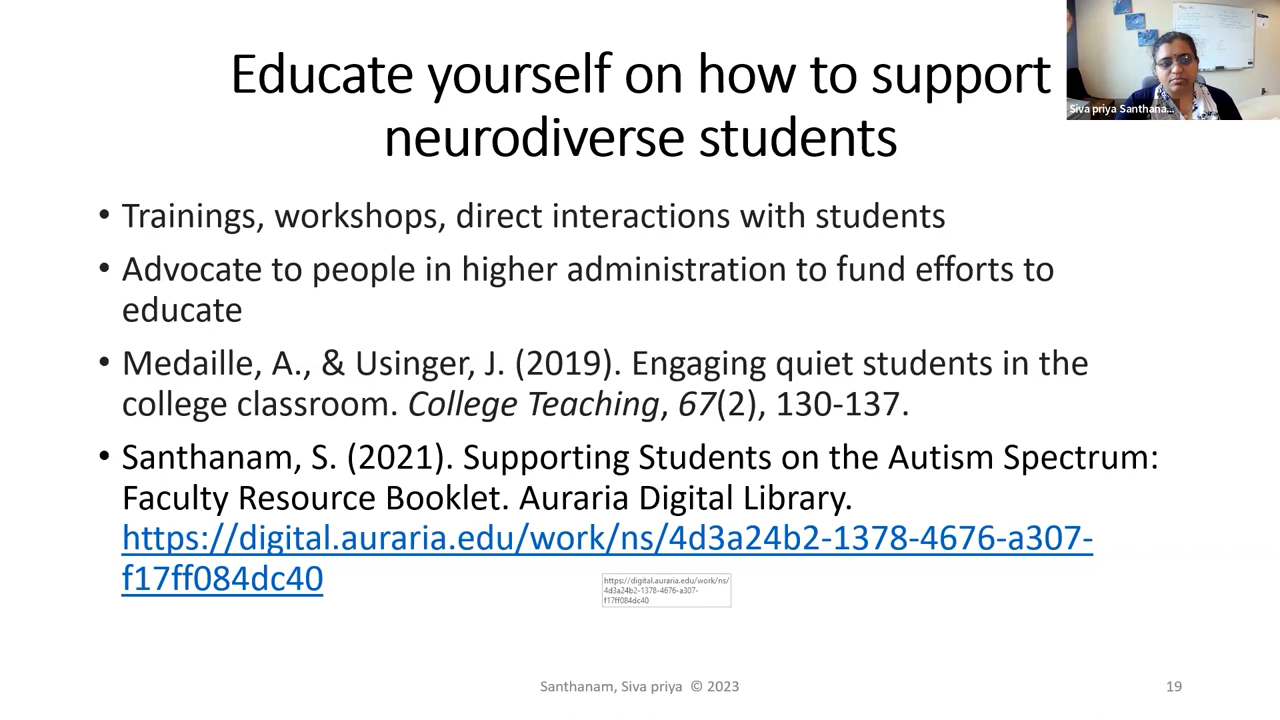 Educate yourself on how to support
neurodiverse students
Siva priya Santhana...
• Trainings, workshops, direct interactions with students
• Advocate to people in higher administration to fund efforts to
educate
• Medaille, A., & Usinger, J. (2019). Engaging quiet students in the
college classroom. College Teaching, 67(2), 130-137.
• Santhanam, S. (2021). Supporting Students on the Autism Spectrum:
Faculty Resource Booklet. Auraria Digital Library.
https://digital.auraria.edu/work/ns/4d3a24b2-1378-4676-a307-
f17ff084dc40
https://digital.auraria.edu/work/ns/
4d3a24b2-1378-4676-a307-
f17ff084dc40
Santhanam, Siva priya © 2023
19